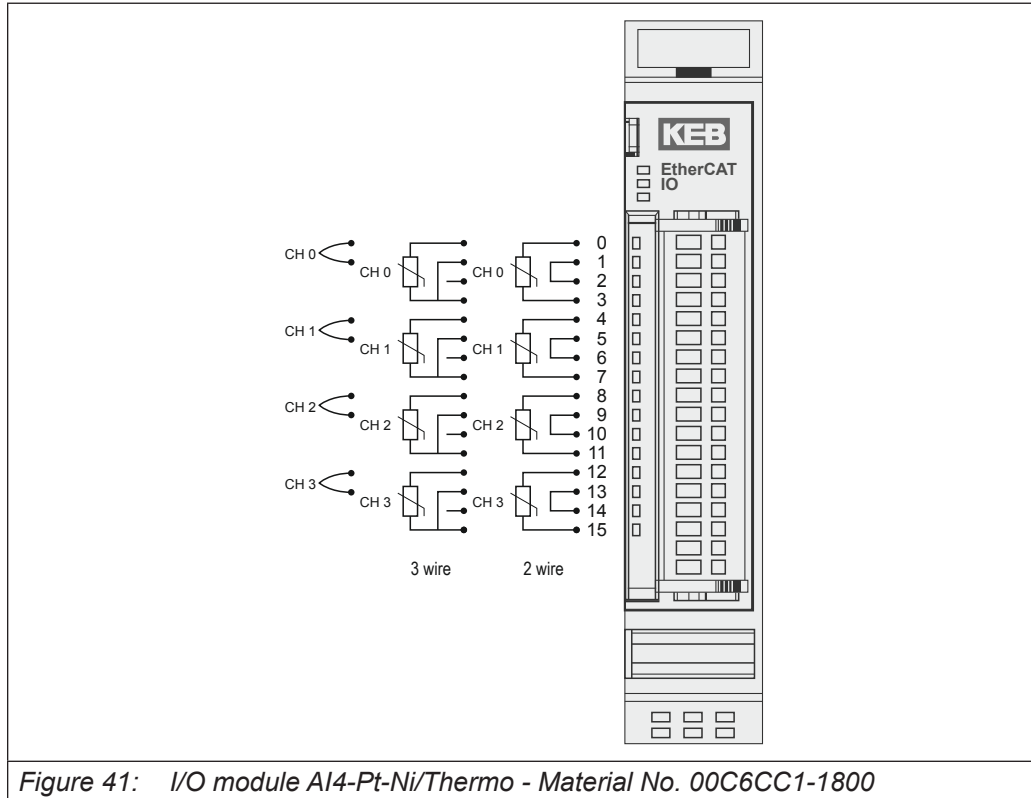 KEB
EtherCAT
IO
CH 0
CH 0
CH 0
0
1
2
3
CH 1
CH 1
CH 1
4
5
6
7
CH 2
CH 2
CH 2
8
9
10
11
CH 3
CH 3
CH 3
12
13
14
15
3 wire
2 wire
Figure 41: I/O module AI4-Pt-Ni/Thermo - Material No. 00C6CC1-1800